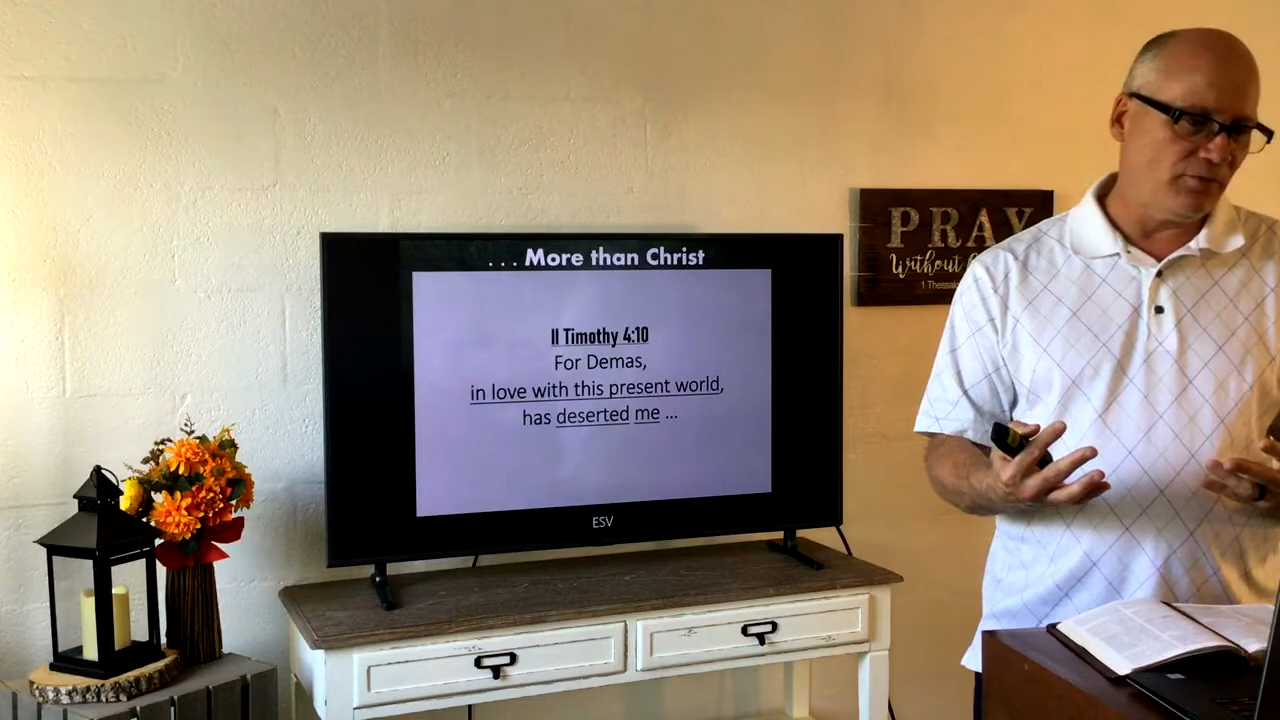 . . . More than Christ
II Timothy 4:10
For Demas,
in love with this present world,
has deserted me ...
ESV
PRAY
Without
1